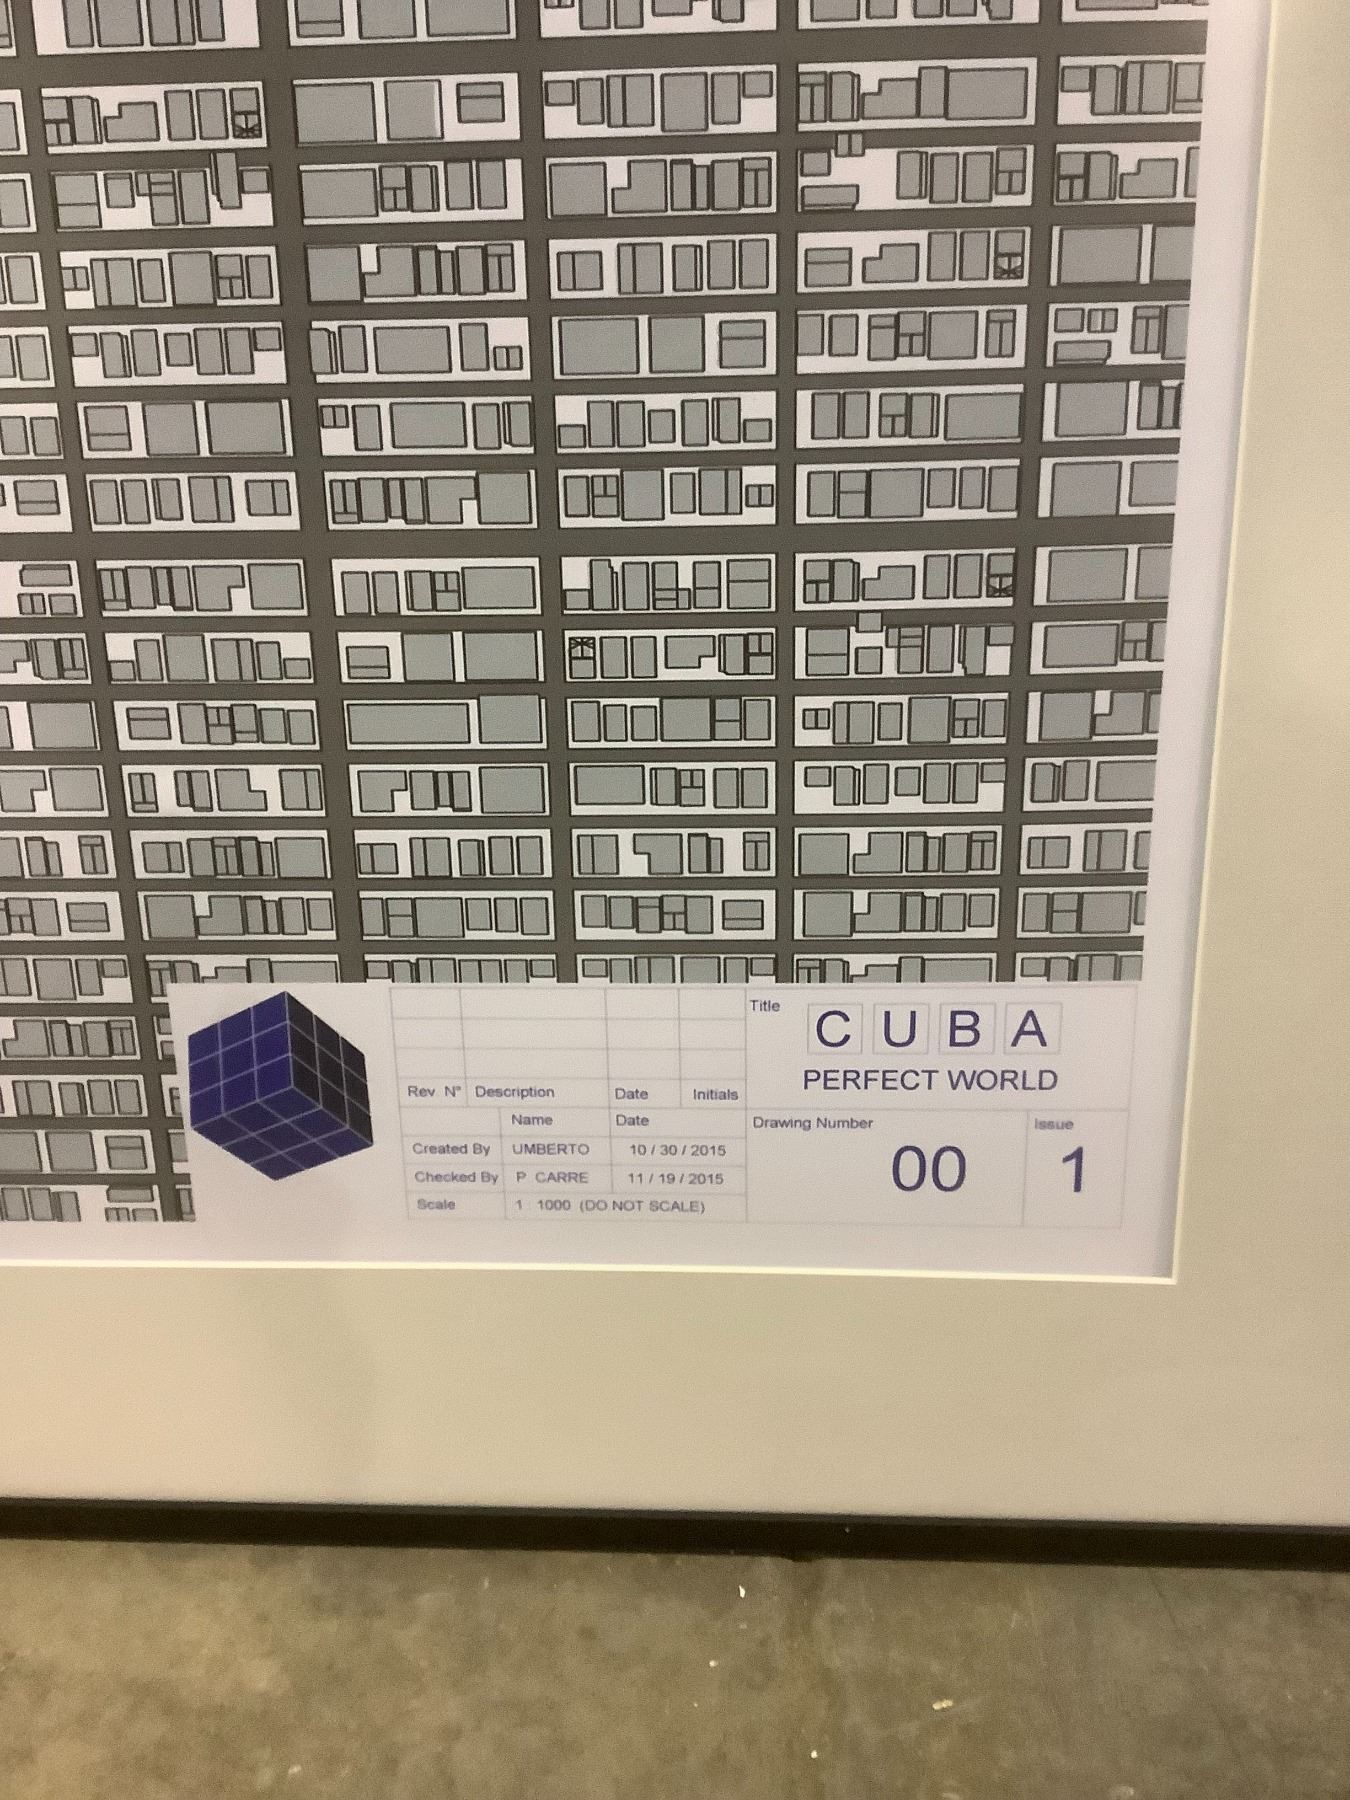 Title
C U B A
PERFECT WORLD
Rev N° Description Date Initials
Name Date
Created By UMBERTO 10 / 30 / 2015
Checked By P CARRE 11 / 19 / 2015
Scale 1 : 1000 (DO NOT SCALE)
Drawing Number
00
Issue
1